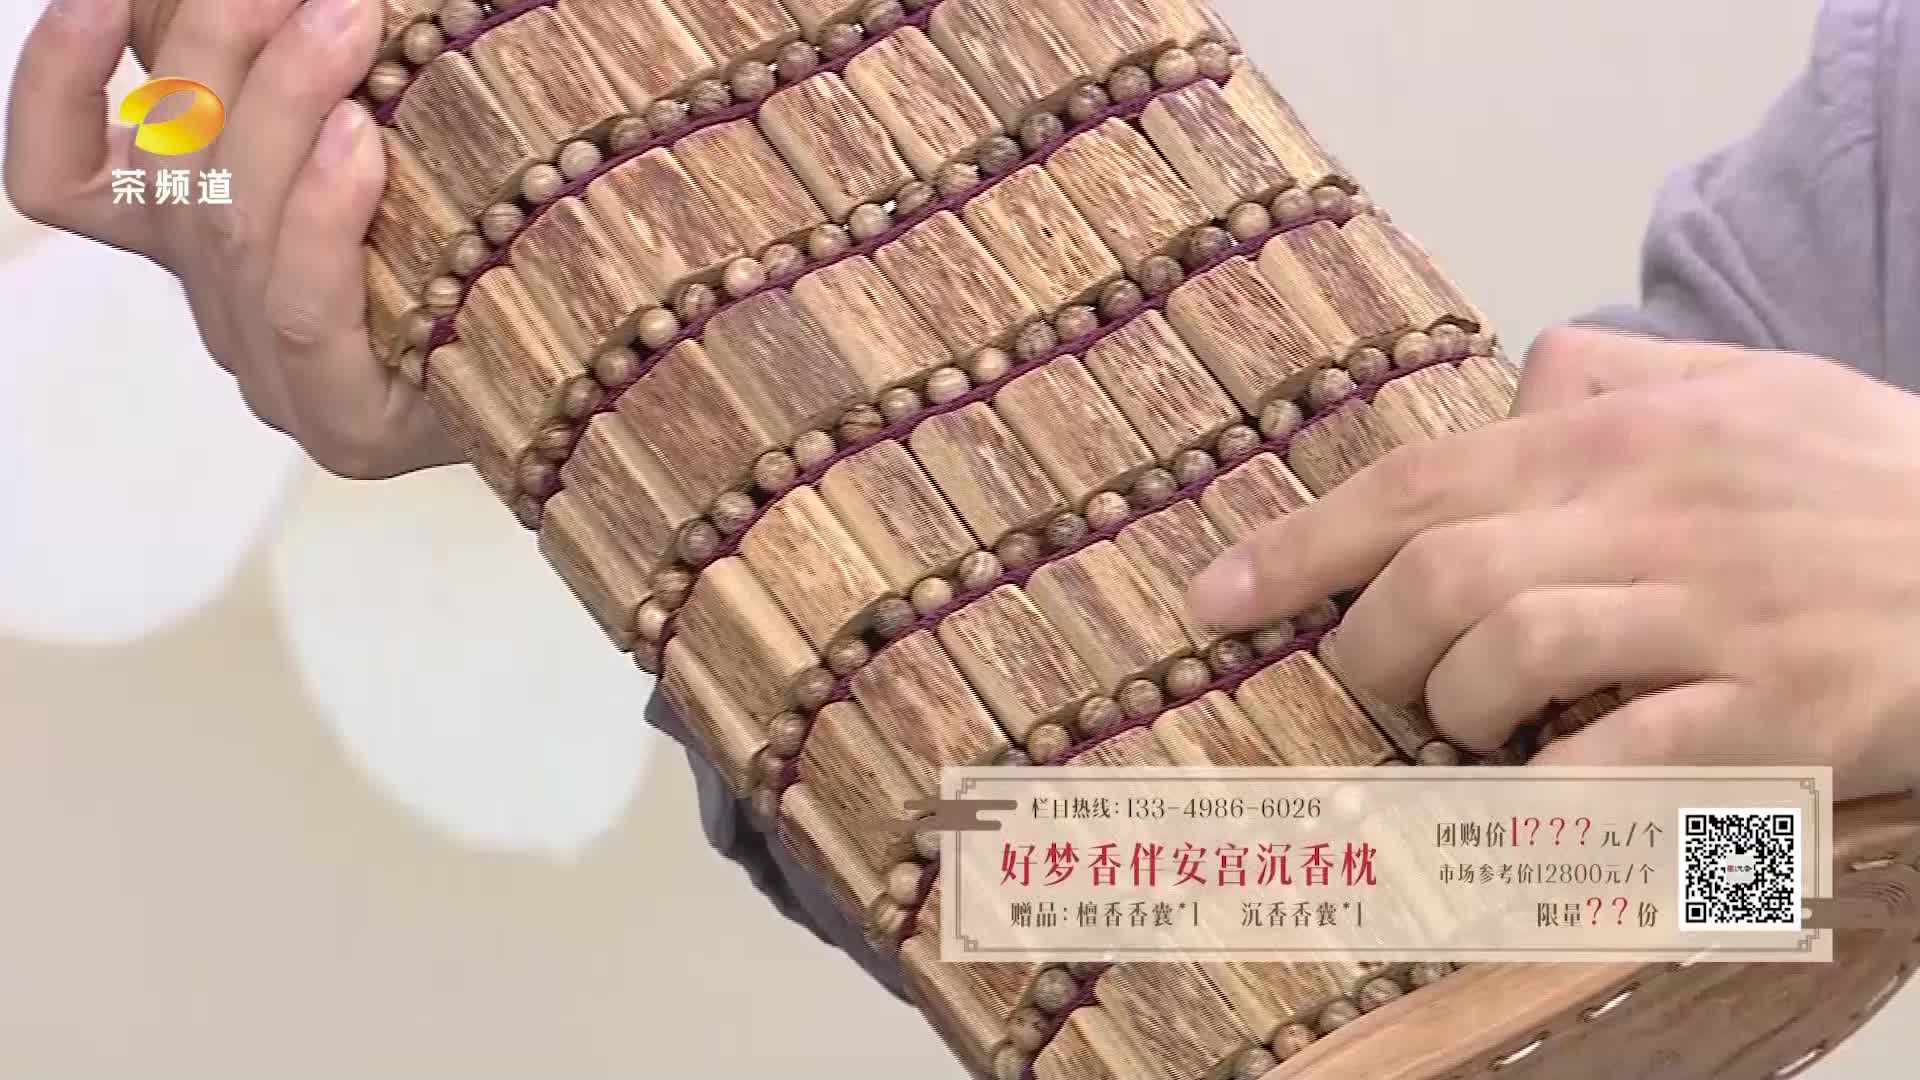 茶频道
栏目热线:133-4986-6026
好梦香伴安宫沉香枕
赠品:檀香香囊*1 沉香香囊*1
团购价1???元/个
市场参考价12800元/个
限量??份